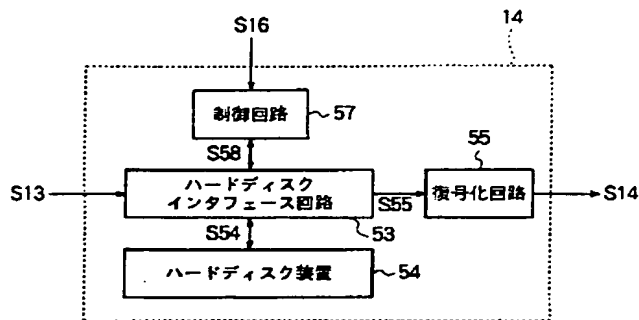 S16
14
制御回路
57
S58
55
S13
ハードディスク
インタフェース回路
S55
復号化回路
S14
53
S54
ハードディスク装置
54